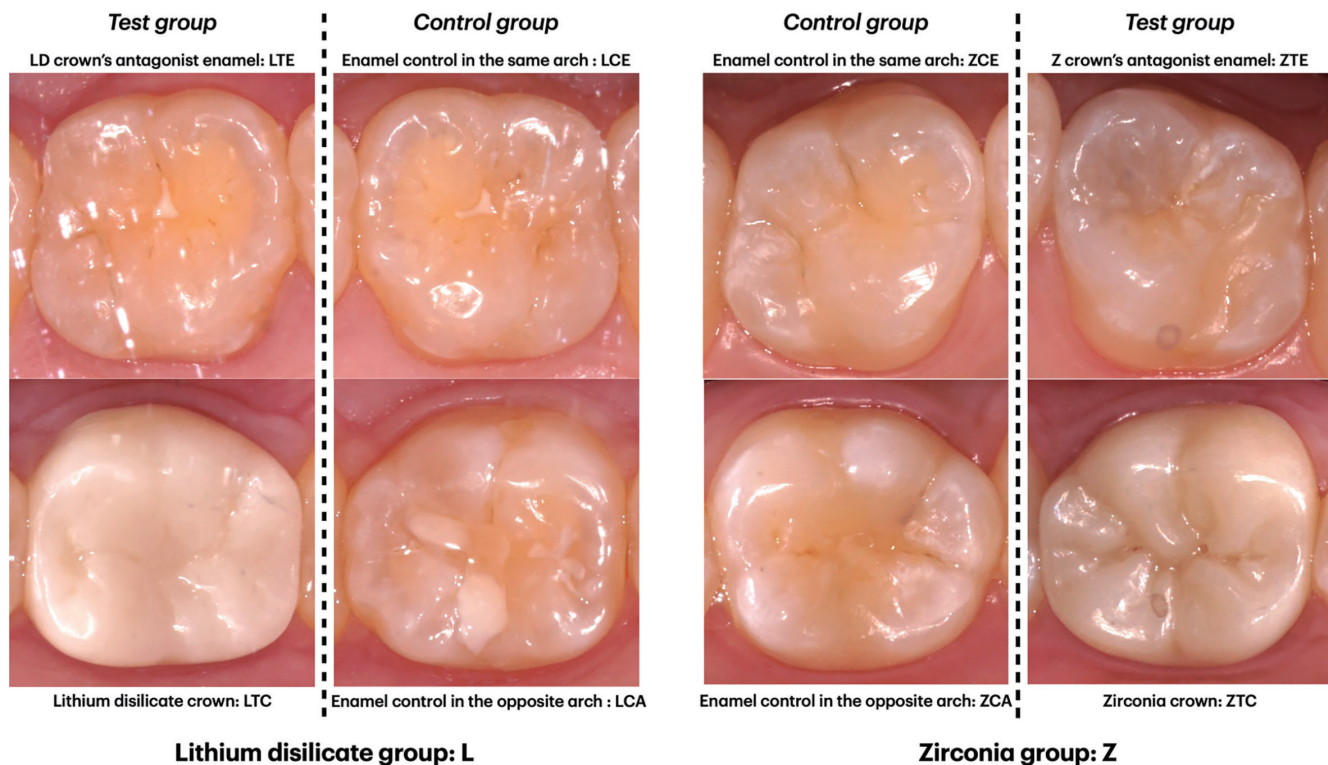 Test group
Control group
Control group
Test group
LD crown's antagonist enamel: LTE
Enamel control in the same arch : LCE
Enamel control in the same arch: ZCE
Z crown's antagonist enamel: ZTE
Lithium disilicate crown: LTC
Enamel control in the opposite arch : LCA
Enamel control in the opposite arch: ZCA
Zirconia crown: ZTC
Lithium disilicate group: L
Zirconia group: Z